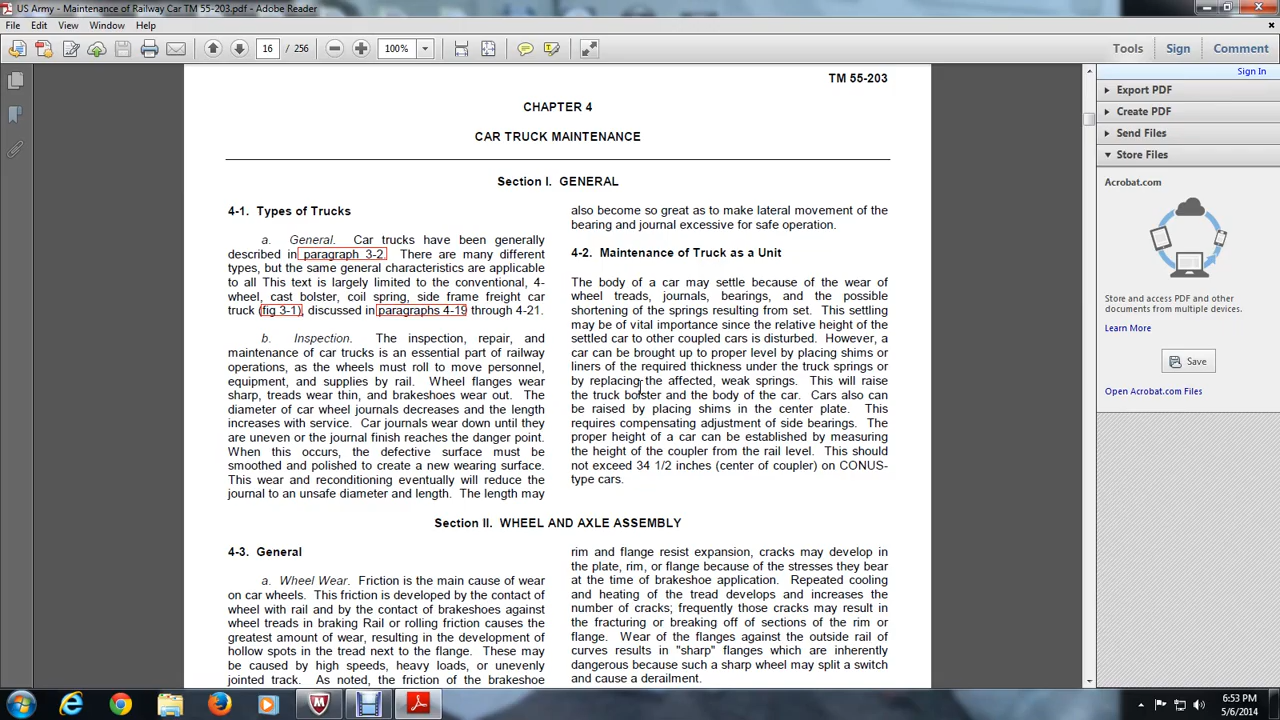 US Army - Maintenance of Railway Car TM 55-203.pdf - Adobe Reader
File Edit View Window Help
16 / 256 100% Tools Sign Comment
Sign In
Export PDF
Create PDF
Send Files
Store Files
Acrobat.com
Store and access PDF and other
documents from multiple devices.
Learn More
Save
Open Acrobat.com Files
TM 55-203
CHAPTER 4
CAR TRUCK MAINTENANCE
Section I. GENERAL
4-1. Types of Trucks
a. General. Car trucks have been generally
described in paragraph 3-2. There are many different
types, but the same general characteristics are applicable
to all This text is largely limited to the conventional, 4-
wheel, cast bolster, coil spring, side frame freight car
truck (fig 3-1), discussed in paragraphs 4-19 through 4-21.
b. Inspection. The inspection, repair, and
maintenance of car trucks is an essential part of railway
operations, as the wheels must roll to move personnel,
equipment, and supplies by rail. Wheel flanges wear
sharp, treads wear thin, and brakeshoes wear out. The
diameter of car wheel journals decreases and the length
increases with service. Car journals wear down until they
are uneven or the journal finish reaches the danger point.
When this occurs, the defective surface must be
smoothed and polished to create a new wearing surface.
This wear and reconditioning eventually will reduce the
journal to an unsafe diameter and length. The length may
also become so great as to make lateral movement of the
bearing and journal excessive for safe operation.
4-2. Maintenance of Truck as a Unit
The body of a car may settle because of the wear of
wheel treads, journals, bearings, and the possible
shortening of the springs resulting from set. This settling
may be of vital importance since the relative height of the
settled car to other coupled cars is disturbed. However, a
car can be brought up to proper level by placing shims or
liners of the required thickness under the truck springs or
by replacing the affected, weak springs. This will raise
the truck bolster and the body of the car. Cars also can
be raised by placing shims in the center plate. This
requires compensating adjustment of side bearings. The
proper height of a car can be established by measuring
the height of the coupler from the rail level. This should
not exceed 34 1/2 inches (center of coupler) on CONUS-
type cars.
Section II. WHEEL AND AXLE ASSEMBLY
4-3. General
a. Wheel Wear. Friction is the main cause of wear
on car wheels. This friction is developed by the contact of
wheel with rail and by the contact of brakeshoes against
wheel treads in braking Rail or rolling friction causes the
greatest amount of wear, resulting in the development of
hollow spots in the tread next to the flange. These may
be caused by high speeds, heavy loads, or unevenly
jointed track. As noted, the friction of the brakeshoe
rim and flange resist expansion, cracks may develop in
the plate, rim, or flange because of the stresses they bear
at the time of brakeshoe application. Repeated cooling
and heating of the tread develops and increases the
number of cracks; frequently those cracks may result in
the fracturing or breaking off of sections of the rim or
flange. Wear of the flanges against the outside rail of
curves results in "sharp" flanges which are inherently
dangerous because such a sharp wheel may split a switch
and cause a derailment.
6:53 PM
5/6/2014